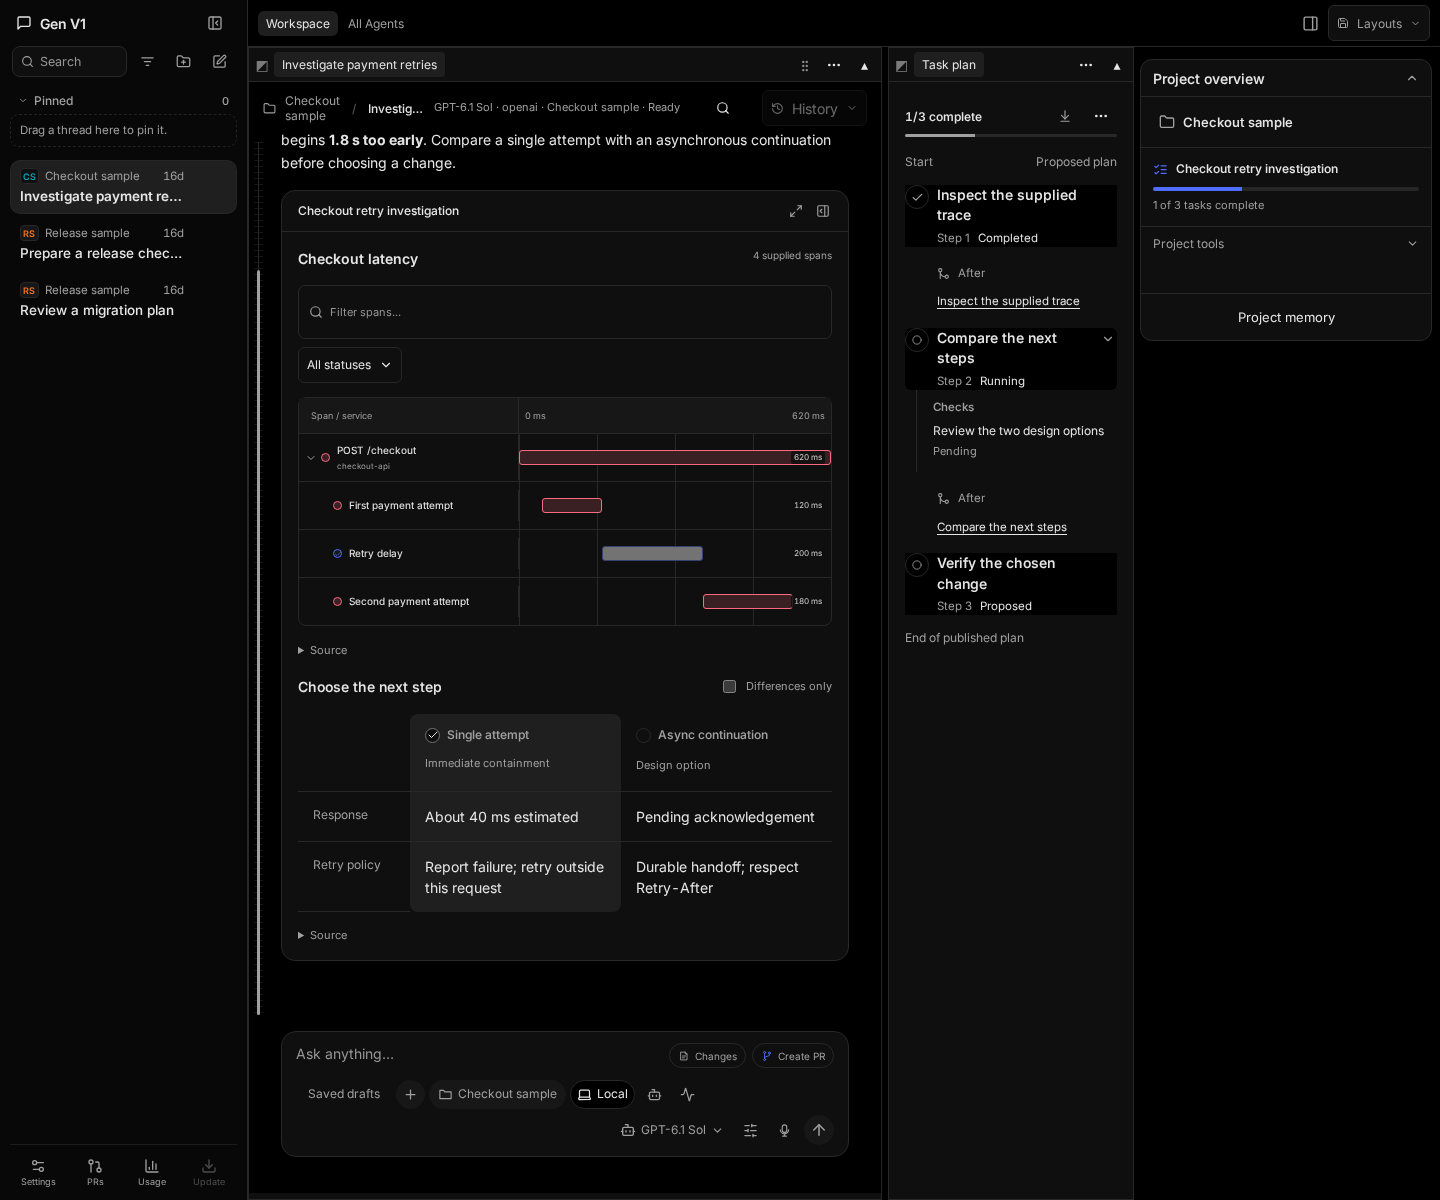 Gen V1
Search
Pinned
0
Drag a thread here to pin it.
CS Checkout sample 16d
Investigate payment re...
RS Release sample 16d
Prepare a release chec...
RS Release sample 16d
Review a migration plan
Settings
PRs
Usage
Update
Workspace
All Agents
Layouts
Investigate payment retries
Checkout sample / Investig... GPT-6.1 Sol · openai · Checkout sample · Ready
History
begins 1.8 s too early. Compare a single attempt with an asynchronous continuation
before choosing a change.
Checkout retry investigation
Checkout latency
4 supplied spans
Filter spans...
All statuses
Span / service
0 ms
620 ms
POST /checkout
checkout-api
620 ms
First payment attempt
120 ms
Retry delay
200 ms
Second payment attempt
180 ms
Source
Choose the next step
Differences only
Single attempt
Immediate containment
Async continuation
Design option
Response
About 40 ms estimated
Pending acknowledgement
Retry policy
Report failure; retry outside
this request
Durable handoff; respect
Retry-After
Source
Ask anything...
Changes
Create PR
Saved drafts
Checkout sample
Local
GPT-6.1 Sol
Task plan
1/3 complete
Start
Proposed plan
Inspect the supplied
trace
Step 1 Completed
After
Inspect the supplied trace
Compare the next
steps
Step 2 Running
Checks
Review the two design options
Pending
After
Compare the next steps
Verify the chosen
change
Step 3 Proposed
End of published plan
Project overview
Checkout sample
Checkout retry investigation
1 of 3 tasks complete
Project tools
Project memory